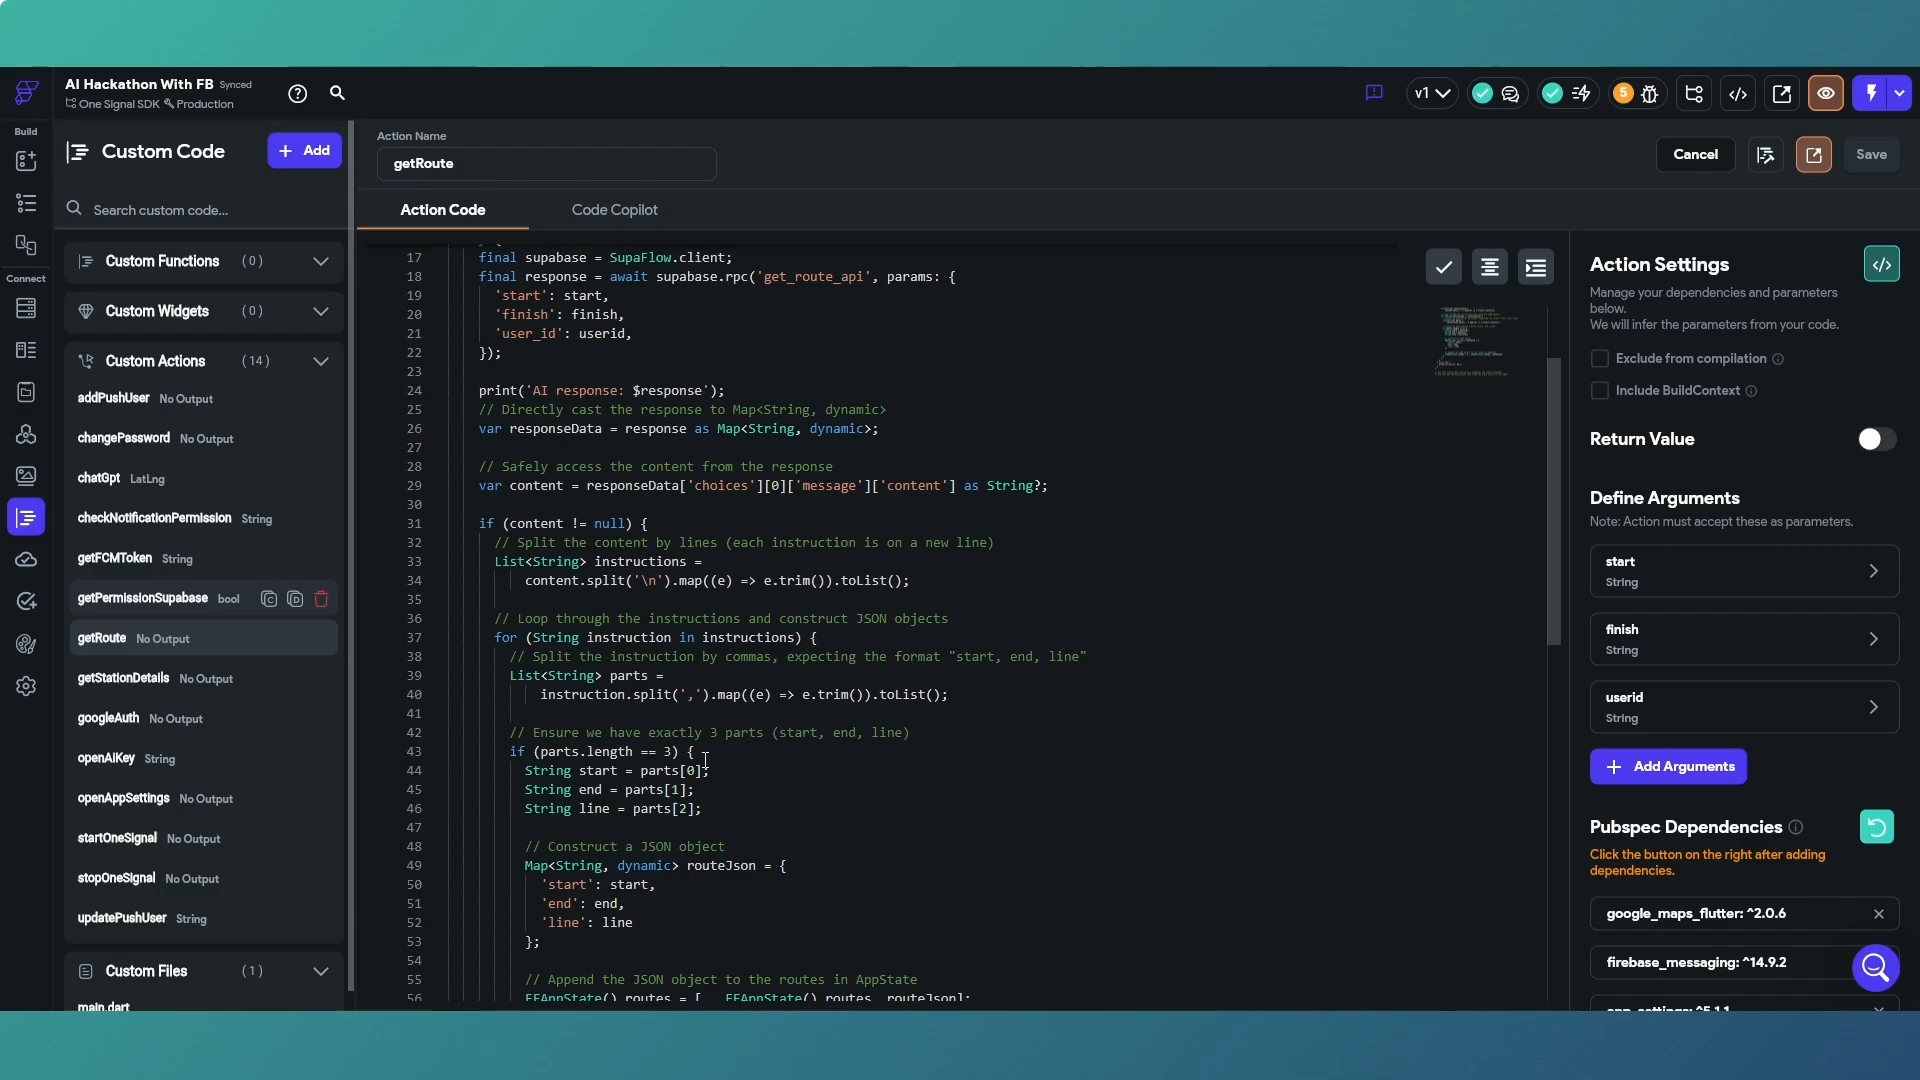 AI Hackathon With FB Synced
One Signal SDK Production
v1
5
Build
Connect
Custom Code
+ Add
Search custom code...
Custom Functions (0)
Custom Widgets (0)
Custom Actions (14)
addPushUser No Output
changePassword No Output
chatGpt LatLng
checkNotificationPermission String
getFCMToken String
getPermissionSupabase bool
getRoute No Output
getStationDetails No Output
googleAuth No Output
openAIKey String
openAppSettings No Output
startOneSignal No Output
stopOneSignal No Output
updatePushUser String
Custom Files (1)
main.dart
Action Name
getRoute
Cancel
Save
Action Code
Code Copilot
17 final supabase = SupaFlow.client;
18 final response = await supabase.rpc('get_route_api', params: {
19 'start': start,
20 'finish': finish,
21 'user_id': userid,
22 });
23
24 print('AI response: $response');
25 // Directly cast the response to Map<String, dynamic>
26 var responseData = response as Map<String, dynamic>;
27
28 // Safely access the content from the response
29 var content = responseData['choices'][0]['message']['content'] as String?;
30
31 if (content != null) {
32 // Split the content by lines (each instruction is on a new line)
33 List<String> instructions =
34 content.split('\n').map((e) => e.trim()).toList();
35
36 // Loop through the instructions and construct JSON objects
37 for (String instruction in instructions) {
38 // Split the instruction by commas, expecting the format "start, end, line"
39 List<String> parts =
40 instruction.split(',').map((e) => e.trim()).toList();
41
42 // Ensure we have exactly 3 parts (start, end, line)
43 if (parts.length == 3) {
44 String start = parts[0];
45 String end = parts[1];
46 String line = parts[2];
47
48 // Construct a JSON object
49 Map<String, dynamic> routeJson = {
50 'start': start,
51 'end': end,
52 'line': line
53 };
54
55 // Append the JSON object to the routes in AppState
56 FFAppState().routes = [...FFAppState().routes, routeJson];
Action Settings
Manage your dependencies and parameters
below.
We will infer the parameters from your code.
Exclude from compilation
Include BuildContext
Return Value
Define Arguments
Note: Action must accept these as parameters.
start
String
finish
String
userid
String
+ Add Arguments
Pubspec Dependencies
Click the button on the right after adding
dependencies.
google_maps_flutter: ^2.0.6
firebase_messaging: ^14.9.2
app_settings: ^5.1.1